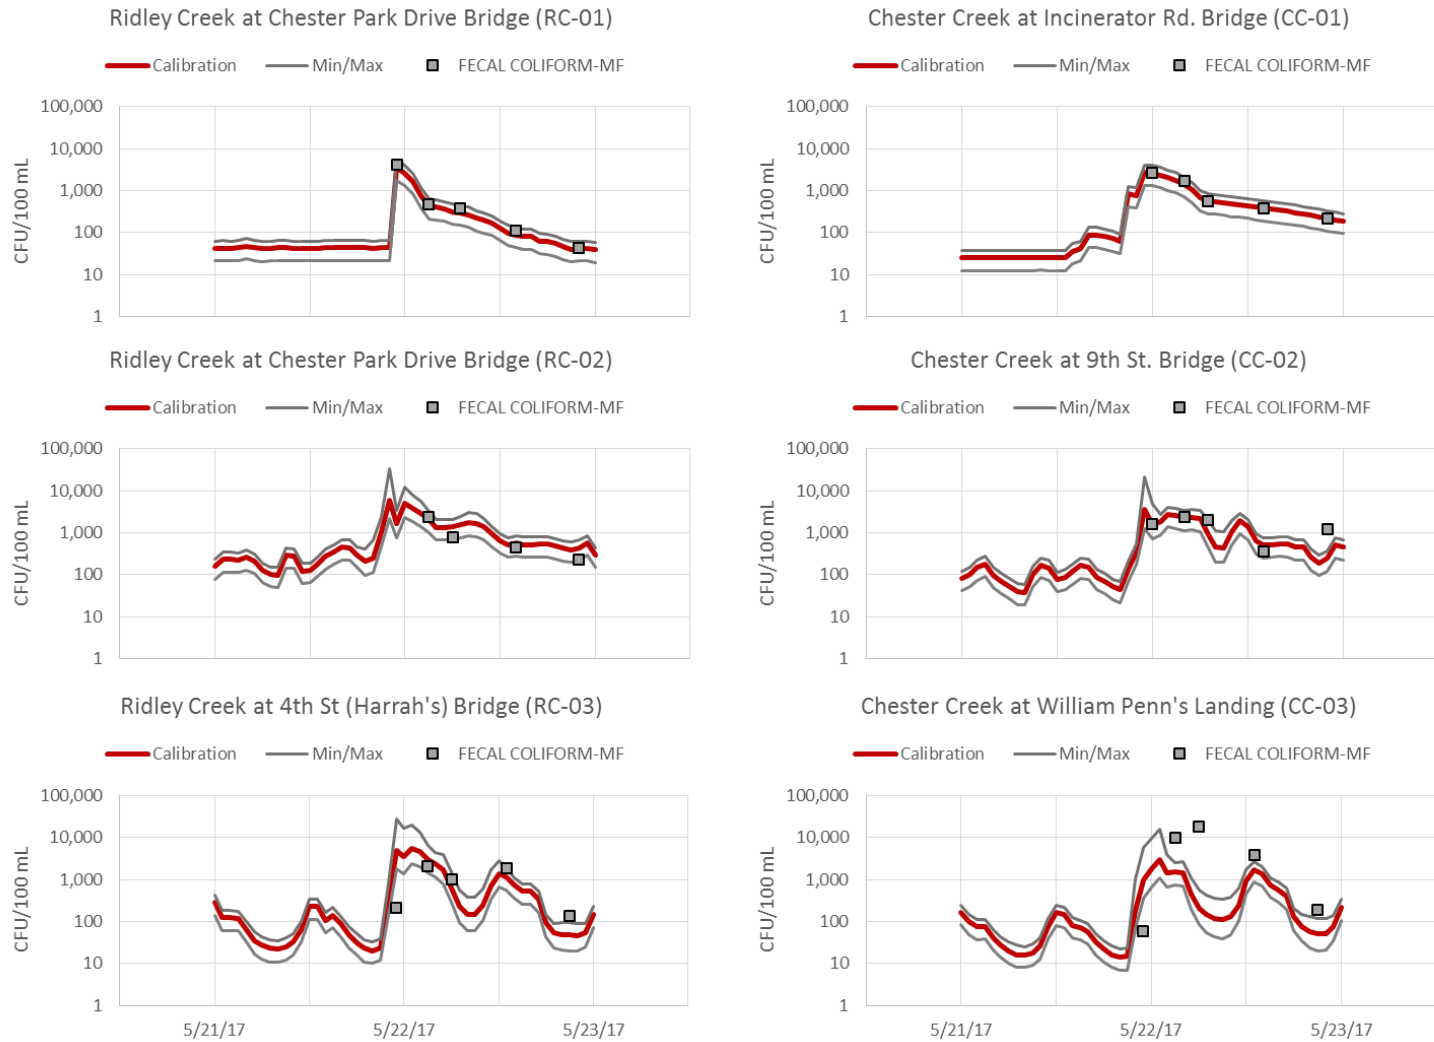 Ridley Creek at Chester Park Drive Bridge (RC-01)
Calibration Min/Max FECAL COLIFORM-MF
CFU/100 mL
100,000
10,000
1,000
100
10
1
Chester Creek at Incinerator Rd. Bridge (CC-01)
Calibration Min/Max FECAL COLIFORM-MF
CFU/100 mL
100,000
10,000
1,000
100
10
1
Ridley Creek at Chester Park Drive Bridge (RC-02)
Calibration Min/Max FECAL COLIFORM-MF
CFU/100 mL
100,000
10,000
1,000
100
10
1
Chester Creek at 9th St. Bridge (CC-02)
Calibration Min/Max FECAL COLIFORM-MF
CFU/100 mL
100,000
10,000
1,000
100
10
1
Ridley Creek at 4th St (Harrah's) Bridge (RC-03)
Calibration Min/Max FECAL COLIFORM-MF
CFU/100 mL
100,000
10,000
1,000
100
10
1
5/21/17 5/22/17 5/23/17
Chester Creek at William Penn's Landing (CC-03)
Calibration Min/Max FECAL COLIFORM-MF
CFU/100 mL
100,000
10,000
1,000
100
10
1
5/21/17 5/22/17 5/23/17